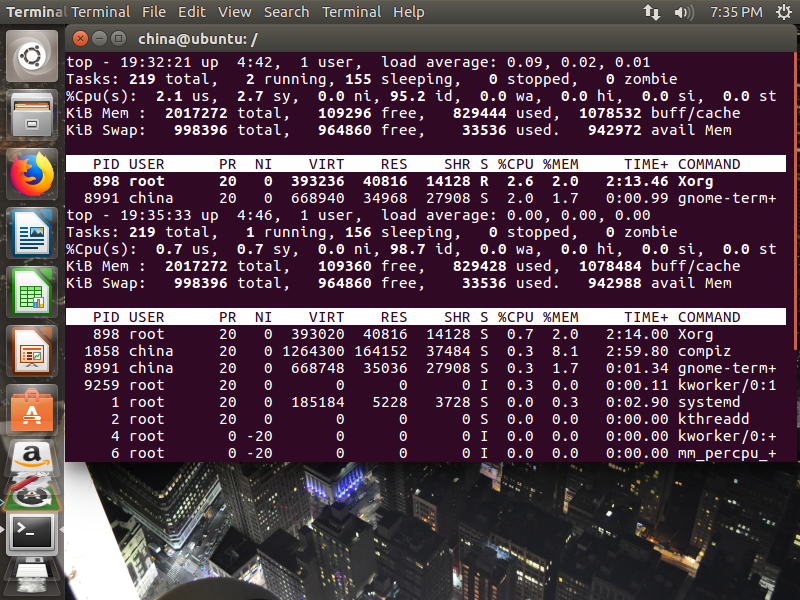 Terminal Terminal File Edit View Search Terminal Help 7:35 PM
china@ubuntu: /
top - 19:32:21 up  4:42,  1 user,  load average: 0.09, 0.02, 0.01
Tasks: 219 total,   2 running, 155 sleeping,   0 stopped,   0 zombie
%Cpu(s):  2.1 us,  2.7 sy,  0.0 ni, 95.2 id,  0.0 wa,  0.0 hi,  0.0 si,  0.0 st
KiB Mem :  2017272 total,   109296 free,   829444 used,  1078532 buff/cache
KiB Swap:   998396 total,   964860 free,    33536 used.   942972 avail Mem
PID USER      PR  NI    VIRT    RES    SHR S %CPU %MEM     TIME+ COMMAND
898 root      20   0  393236  40816  14128 R  2.6  2.0   2:13.46 Xorg
8991 china     20   0  668940  34968  27908 S  2.0  1.7   0:00.99 gnome-term+
top - 19:35:33 up  4:46,  1 user,  load average: 0.00, 0.00, 0.00
Tasks: 219 total,   1 running, 156 sleeping,   0 stopped,   0 zombie
%Cpu(s):  0.7 us,  0.7 sy,  0.0 ni, 98.7 id,  0.0 wa,  0.0 hi,  0.0 si,  0.0 st
KiB Mem :  2017272 total,   109360 free,   829428 used,  1078484 buff/cache
KiB Swap:   998396 total,   964860 free,    33536 used.   942988 avail Mem
PID USER      PR  NI    VIRT    RES    SHR S %CPU %MEM     TIME+ COMMAND
898 root      20   0  393020  40816  14128 S  0.7  2.0   2:14.00 Xorg
1858 china     20   0 1264300 164152  37484 S  0.3  8.1   2:59.80 compiz
8991 china     20   0  668748  35036  27908 S  0.3  1.7   0:01.34 gnome-term+
9259 root      20   0       0      0      0 I  0.3  0.0   0:00.11 kworker/0:1
1 root      20   0  185184   5228   3728 S  0.0  0.3   0:02.90 systemd
2 root      20   0       0      0      0 S  0.0  0.0   0:00.00 kthreadd
4 root       0 -20       0      0      0 I  0.0  0.0   0:00.00 kworker/0:+
6 root       0 -20       0      0      0 I  0.0  0.0   0:00.00 mm_percpu_+